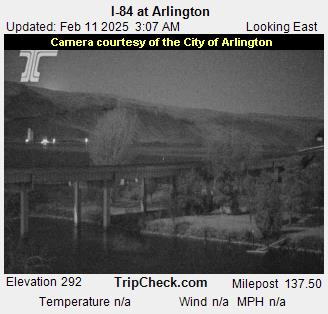 I-84 at Arlington
Updated: Feb 11 2025 3:07 AM Looking East
Camera courtesy of the City of Arlington
Elevation 292 TripCheck.com Milepost 137.50
Temperature n/a Wind n/a MPH n/a